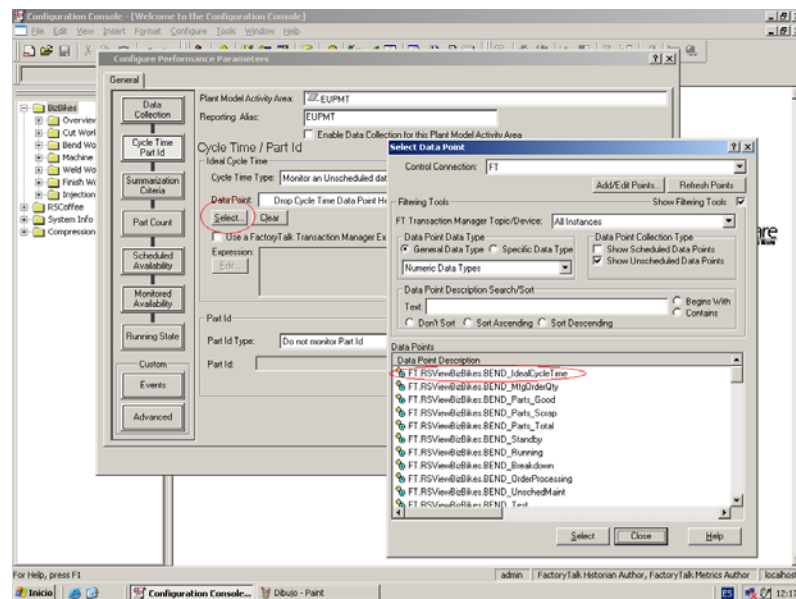 Configuration Console - [Welcome to the Configuration Console]
File Edit View Insert Format Configure Tools Window Help
Configure Performance Parameters
General
BizBikes
Overview
Cut Work
Bend Wo
Machine
Weld Wo
Finish Wo
Injection
RSCoffee
System Info
Compression
Data Collection
Cycle Time Part Id
Summarization Criteria
Part Count
Scheduled Availability
Monitored Availability
Running State
Custom
Events
Advanced
Plant Model Activity Area: EUPMT
Reporting Alias: EUPMT
Enable Data Collection for this Plant Model Activity Area
Cycle Time / Part Id
Ideal Cycle Time
Cycle Time Type: Monitor an Unscheduled dat
Data Point: Drop Cycle Time Data Point He
Select... Clear
Use a FactoryTalk Transaction Manager Ex
Expression:
Edit...
Part Id
Part Id Type: Do not monitor Part Id
Part Id:
Select Data Point
Control Connection: FT
Add/Edit Points... Refresh Points
Filtering Tools Show Filtering Tools
FT Transaction Manager Topic/Device: All Instances
Data Point Data Type
General Data Type Specific Data Type
Numeric Data Types
Data Point Collection Type
Show Scheduled Data Points
Show Unscheduled Data Points
Data Point Description Search/Sort
Text
Begins With
Contains
Don't Sort Sort Ascending Sort Descending
Data Points
Data Point Description
FT.RSViewBizBikes.BEND_IdealCycleTime
FT.RSViewBizBikes.BEND_MfgOrderQty
FT.RSViewBizBikes.BEND_Parts_Good
FT.RSViewBizBikes.BEND_Parts_Scrap
FT.RSViewBizBikes.BEND_Parts_Total
FT.RSViewBizBikes.BEND_Standby
FT.RSViewBizBikes.BEND_Running
FT.RSViewBizBikes.BEND_Breakdown
FT.RSViewBizBikes.BEND_OrderProcessing
FT.RSViewBizBikes.BEND_UnschedMaint
FT.RSViewBizBikes.BEND_Test
Select Close Help
are
For Help, press F1
admin FactoryTalk Historian Author, FactoryTalk Metrics Author localhost
Inicio Configuration Console... Dibujo - Paint ES 12:17